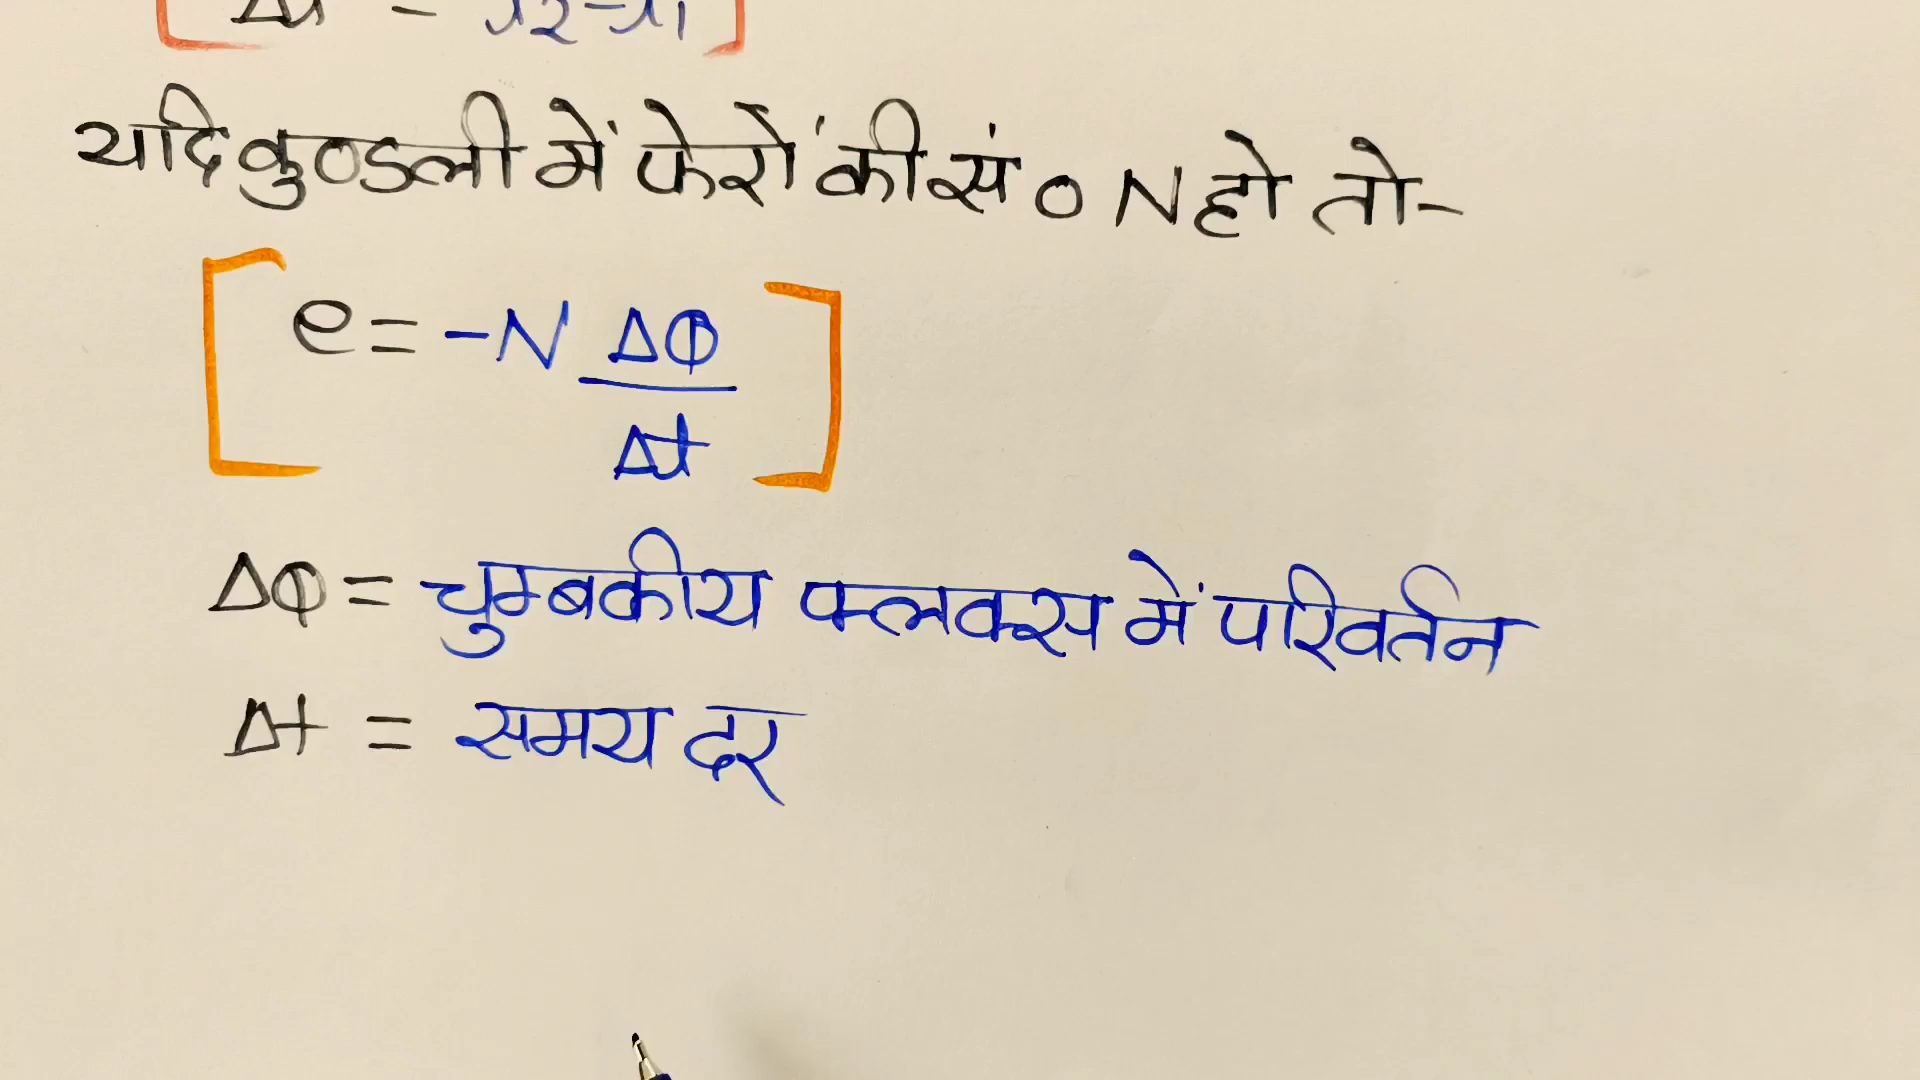 यदि कुण्डली में फेरों की सं० N हो तो-
e = -N ΔΦ
Δt
ΔΦ = चुम्बकीय फ्लक्स में परिवर्तन
Δt = समय दर